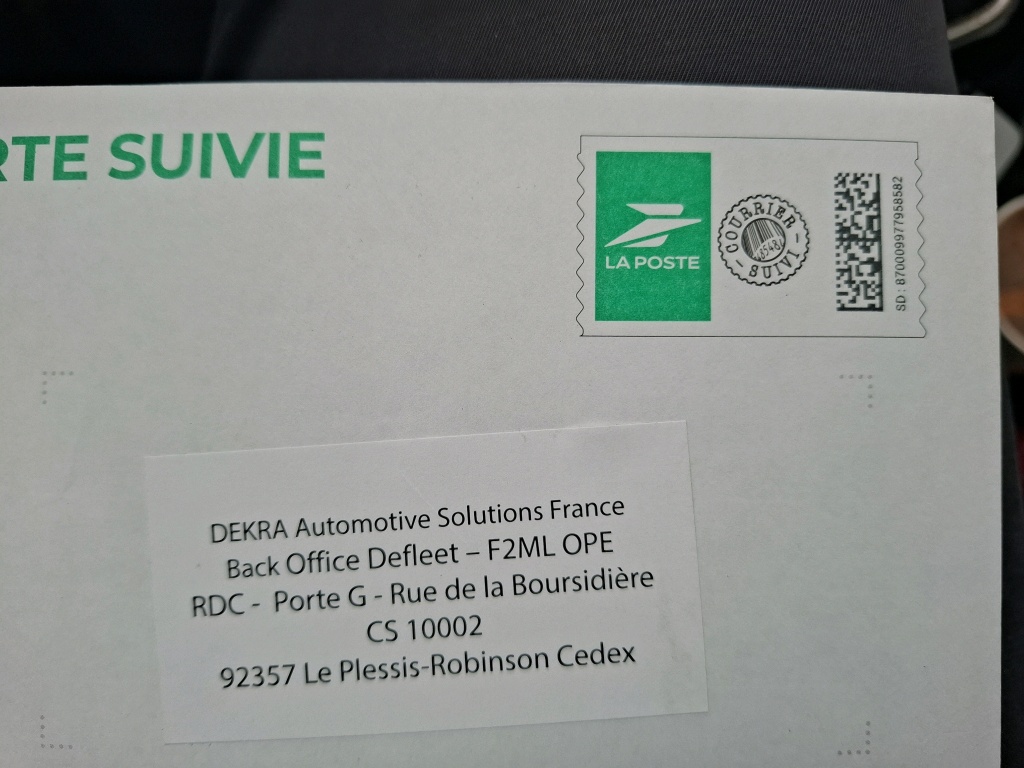 RTE SUIVIE
LA POSTE
COURRIER
SUIVI
SD : 870009977958582
DEKRA Automotive Solutions France
Back Office Defleet – F2ML OPE
RDC - Porte G - Rue de la Boursidière
CS 10002
92357 Le Plessis-Robinson Cedex